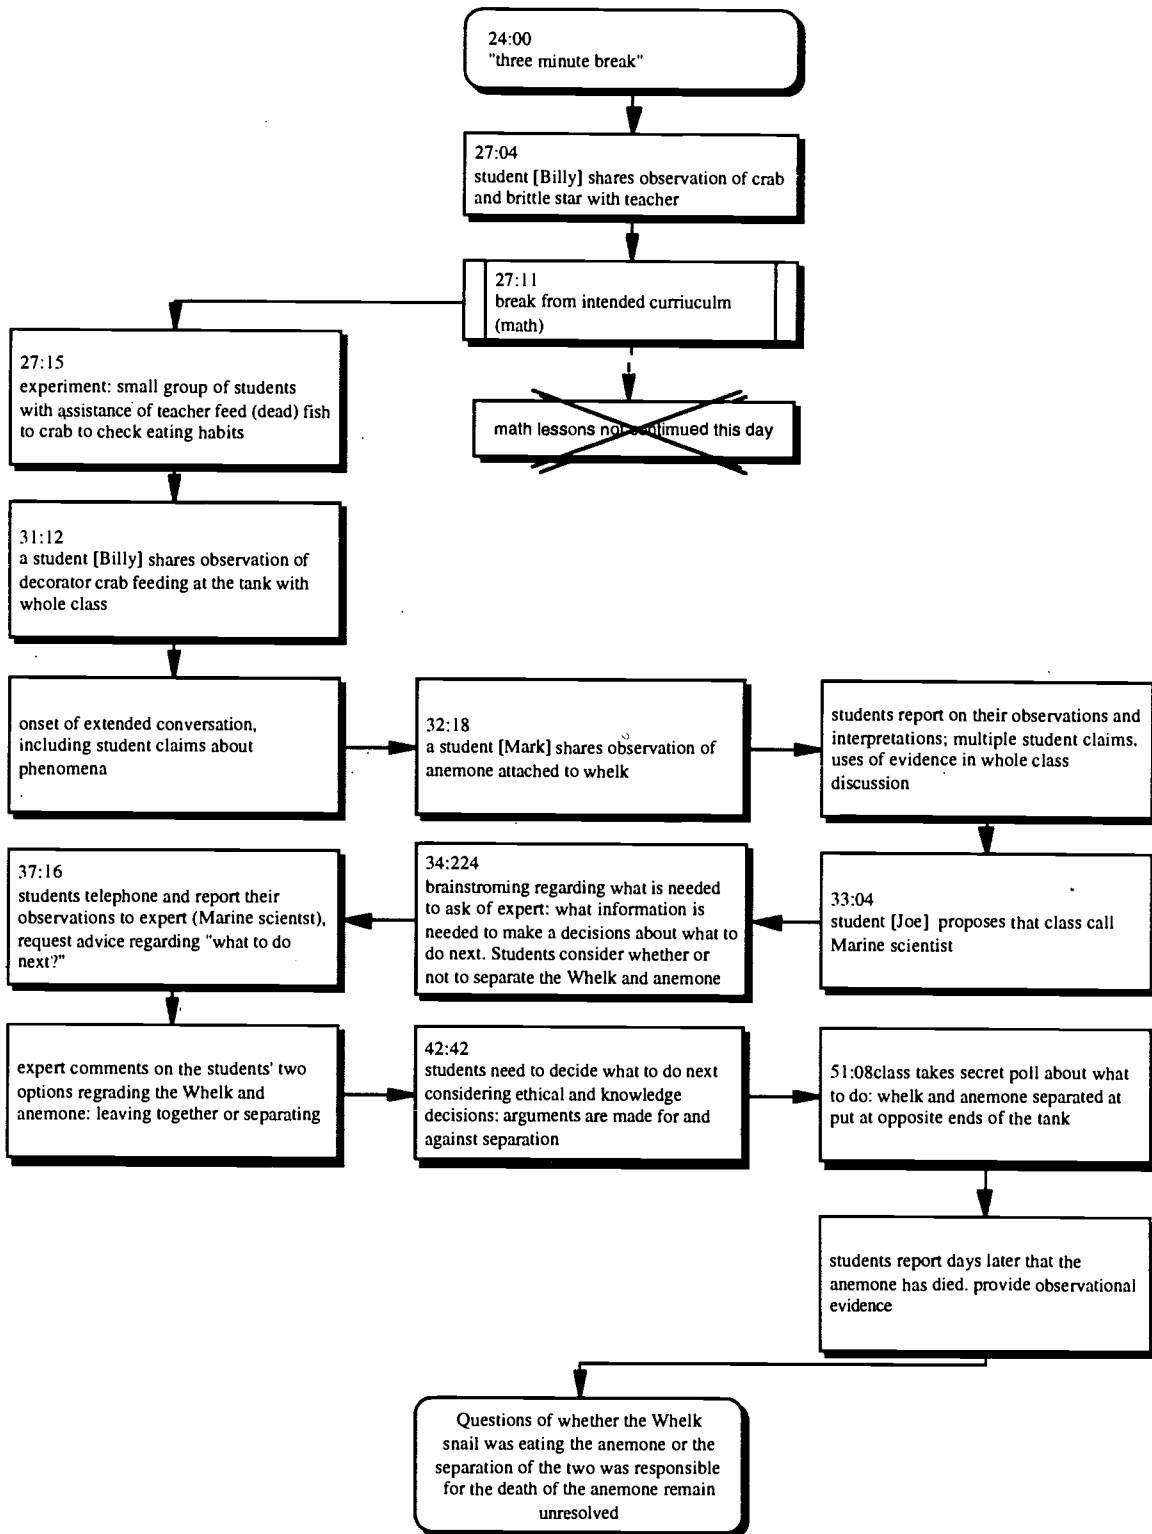 24:00
"three minute break"
27:04
student [Billy] shares observation of crab
and brittle star with teacher
27:11
break from intended curriuculm
(math)
math lessons not continued this day
27:15
experiment: small group of students
with assistance of teacher feed (dead) fish
to crab to check eating habits
31:12
a student [Billy] shares observation of
decorator crab feeding at the tank with
whole class
onset of extended conversation,
including student claims about
phenomena
32:18
a student [Mark] shares observation of
anemone attached to whelk
students report on their observations and
interpretations; multiple student claims.
uses of evidence in whole class
discussion
33:04
student [Joe] proposes that class call
Marine scientist
34:224
brainstroming regarding what is needed
to ask of expert: what information is
needed to make a decisions about what to
do next. Students consider whether or
not to separate the Whelk and anemone
37:16
students telephone and report their
observations to expert (Marine scientst),
request advice regarding "what to do
next?"
expert comments on the students' two
options regrading the Whelk and
anemone: leaving together or separating
42:42
students need to decide what to do next
considering ethical and knowledge
decisions: arguments are made for and
against separation
51:08class takes secret poll about what
to do: whelk and anemone separated at
put at opposite ends of the tank
students report days later that the
anemone has died. provide observational
evidence
Questions of whether the Whelk
snail was eating the anemone or the
separation of the two was responsible
for the death of the anemone remain
unresolved